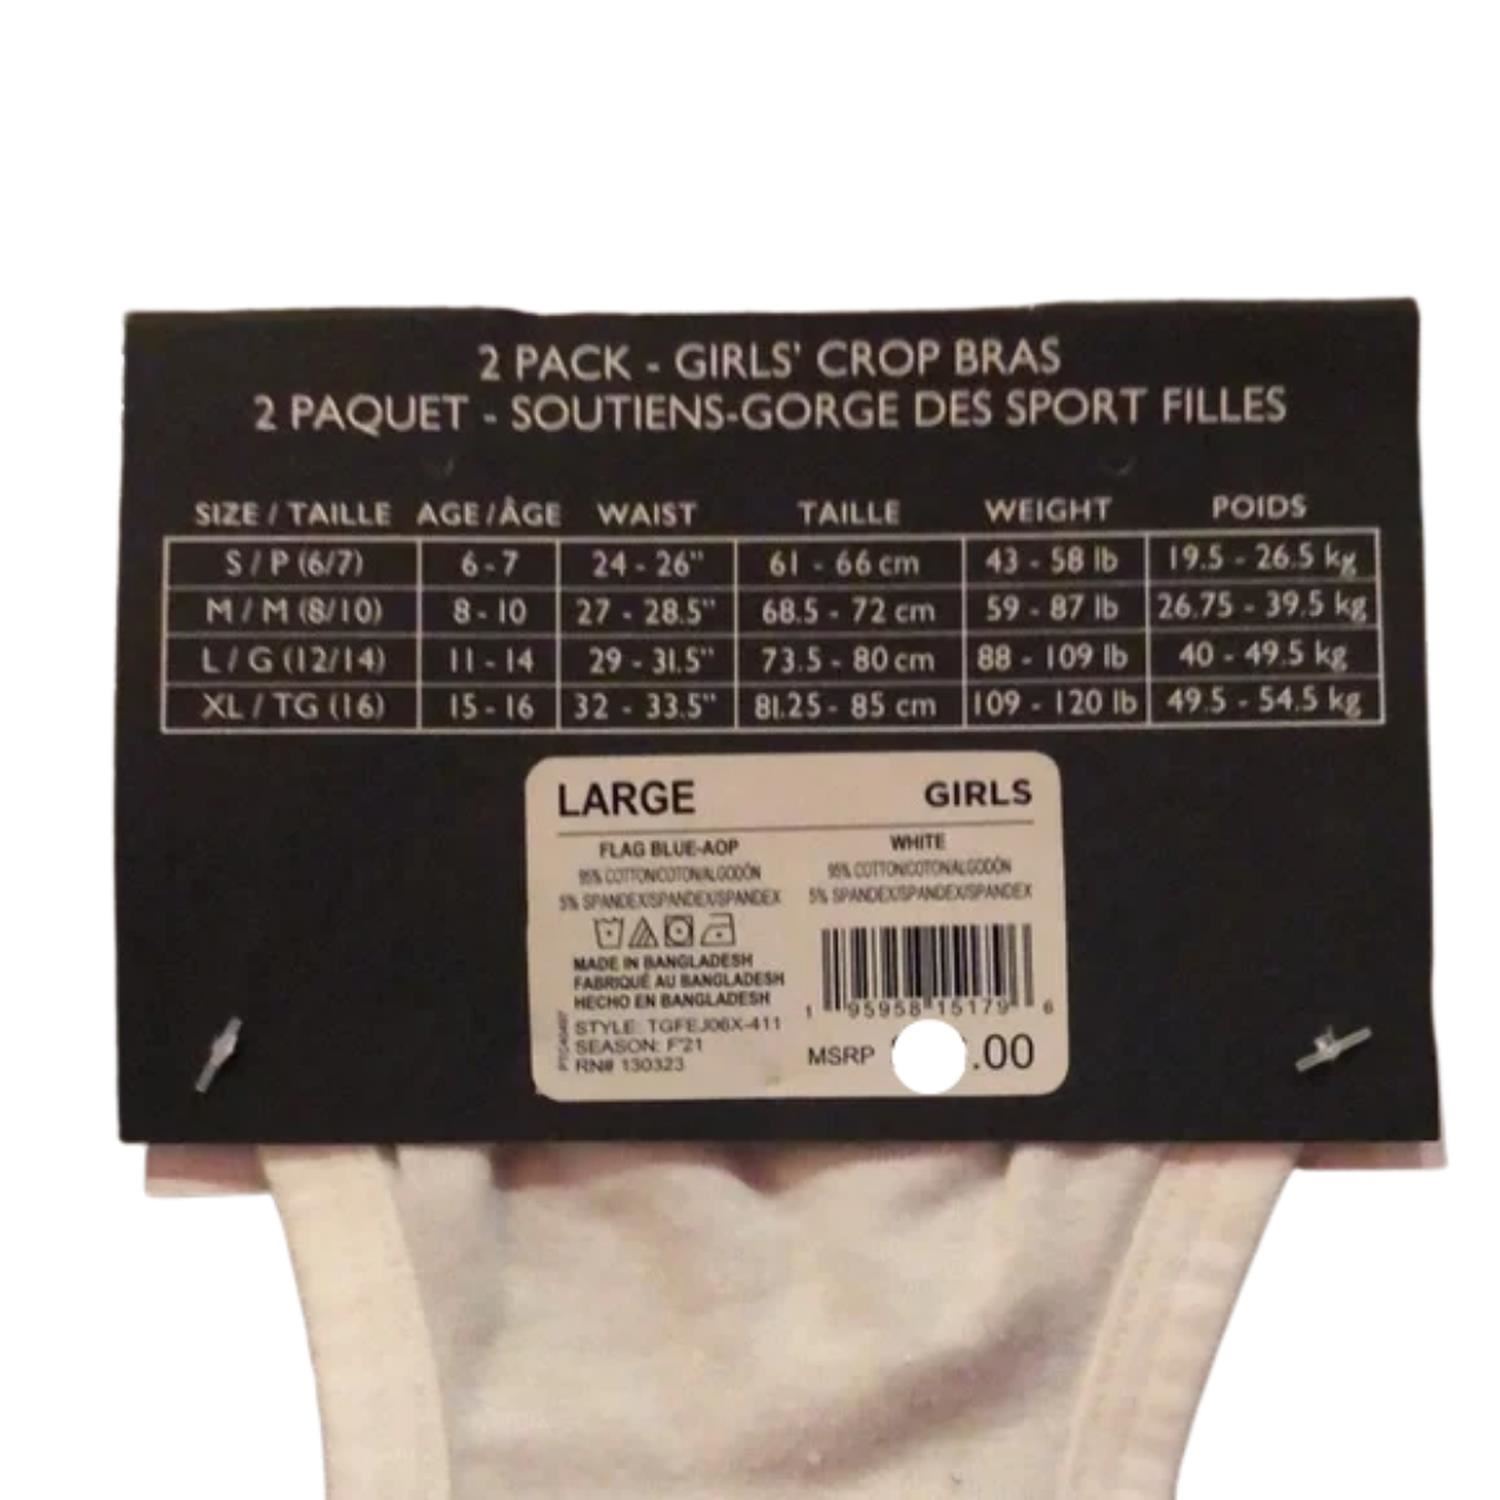 2 PACK - GIRLS' CROP BRAS
2 PAQUET - SOUTIENS-GORGE DES SPORT FILLES
SIZE / TAILLE AGE / ÂGE WAIST TAILLE WEIGHT POIDS
S / P (6/7) 6 - 7 24 - 26" 61 - 66 cm 43 - 58 lb 19.5 - 26.5 kg
M / M (8/10) 8 - 10 27 - 28.5" 68.5 - 72 cm 59 - 87 lb 26.75 - 39.5 kg
L / G (12/14) 11 - 14 29 - 31.5" 73.5 - 80 cm 88 - 109 lb 40 - 49.5 kg
XL / TG (16) 15 - 16 32 - 33.5" 81.25 - 85 cm 109 - 120 lb 49.5 - 54.5 kg
LARGE GIRLS
FLAG BLUE-AOP WHITE
95% COTTON/COTON/ALGODÓN 95% COTTON/COTON/ALGODÓN
5% SPANDEX/SPANDEX/SPANDEX 5% SPANDEX/SPANDEX/SPANDEX
MADE IN BANGLADESH
FABRIQUÉ AU BANGLADESH
HECHO EN BANGLADESH
1 95958 15179 6
STYLE: TGFEJ06X-411
SEASON: F'21
RN# 130323
MSRP .00